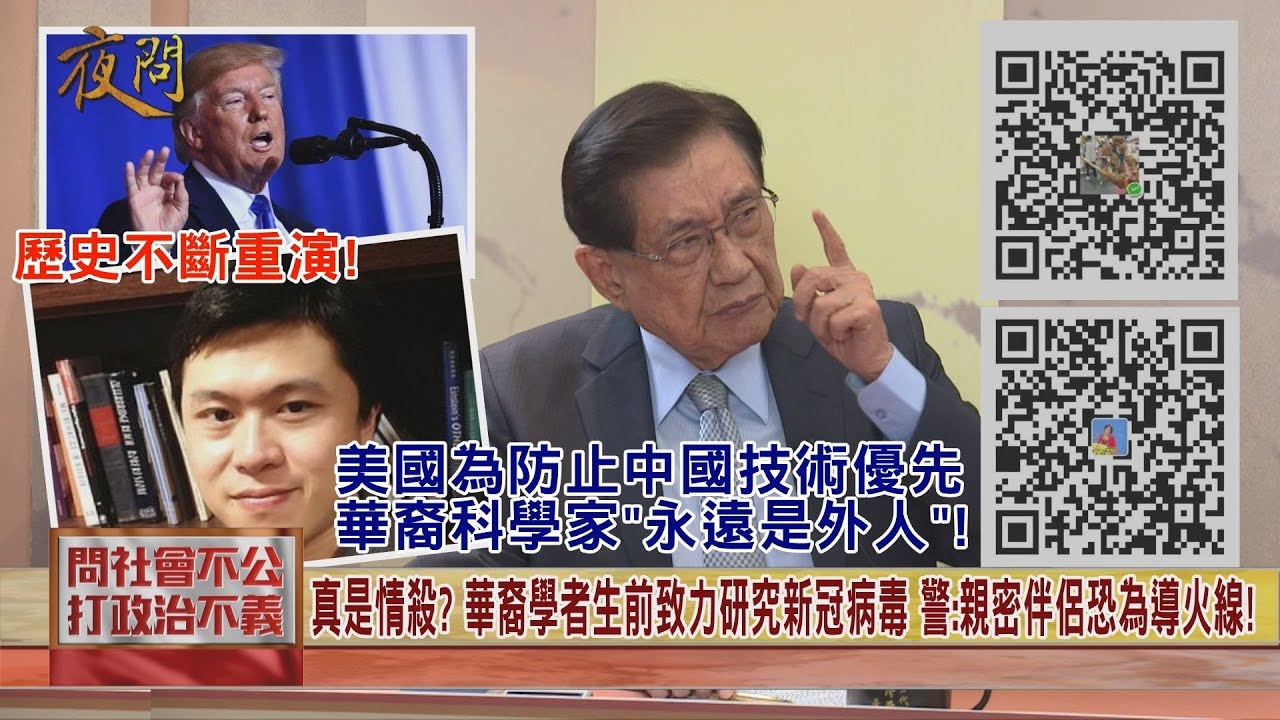 夜問
歷史不斷重演!
Einstein's
美國為防止中國技術優先
華裔科學家"永遠是外人"!
問社會不公
打政治不義
真是情殺? 華裔學者生前致力研究新冠病毒 警:親密伴侶恐為導火線!